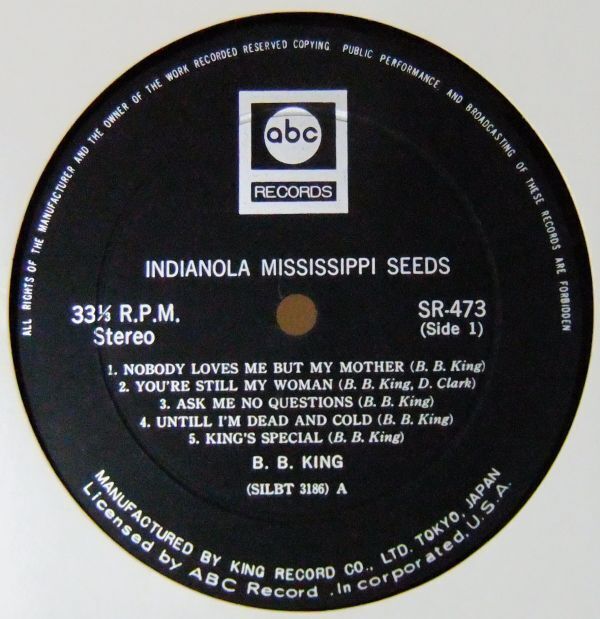 ALL RIGHTS OF THE MANUFACTURER AND THE OWNER OF THE WORK RECORDED RESERVED COPYING PUBLIC PERFORMANCE AND BROADCASTING OF THESE RECORDS ARE FORBIDDEN
abc
RECORDS
INDIANOLA MISSISSIPPI SEEDS
33⅓ R.P.M. SR-473
Stereo (Side 1)
1. NOBODY LOVES ME BUT MY MOTHER (B. B. King)
2. YOU'RE STILL MY WOMAN (B. B. King, D. Clark)
3. ASK ME NO QUESTIONS (B. B. King)
4. UNTILL I'M DEAD AND COLD (B. B. King)
5. KING'S SPECIAL (B. B. King)
B. B. KING
(SILBT 3186) A
MANUFACTURED BY KING RECORD CO., LTD. TOKYO, JAPAN
Licensed by ABC Record .Incorporated.U.S.A.